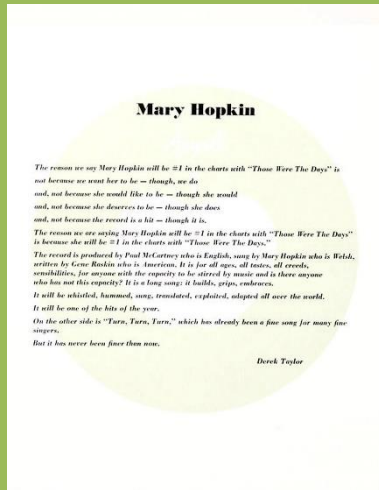 Mary Hopkin
The reason we say Mary Hopkin will be #1 in the charts with "Those Were The Days" is
not because we want her to be — though, we do
and, not because she would like to be — though she would
and, not because she deserves to be — though she does
and, not because the record is a hit — though it is.
The reason we are saying Mary Hopkin will be #1 in the charts with "Those Were The Days"
is because she will be #1 in the charts with "Those Were The Days."
The record is produced by Paul McCartney who is English, sung by Mary Hopkin who is Welsh,
written by Gene Raskin who is American. It is for all ages, all tastes, all creeds,
sensibilities, for anyone with the capacity to be stirred by music and is there anyone
who has not this capacity? It is a long song: it builds, grips, embraces.
It will be whistled, hummed, sung, translated, exploited, adapted all over the world.
It will be one of the hits of the year.
On the other side is "Turn, Turn, Turn," which has already been a fine song for many fine
singers.
But it has never been finer than now.
Derek Taylor